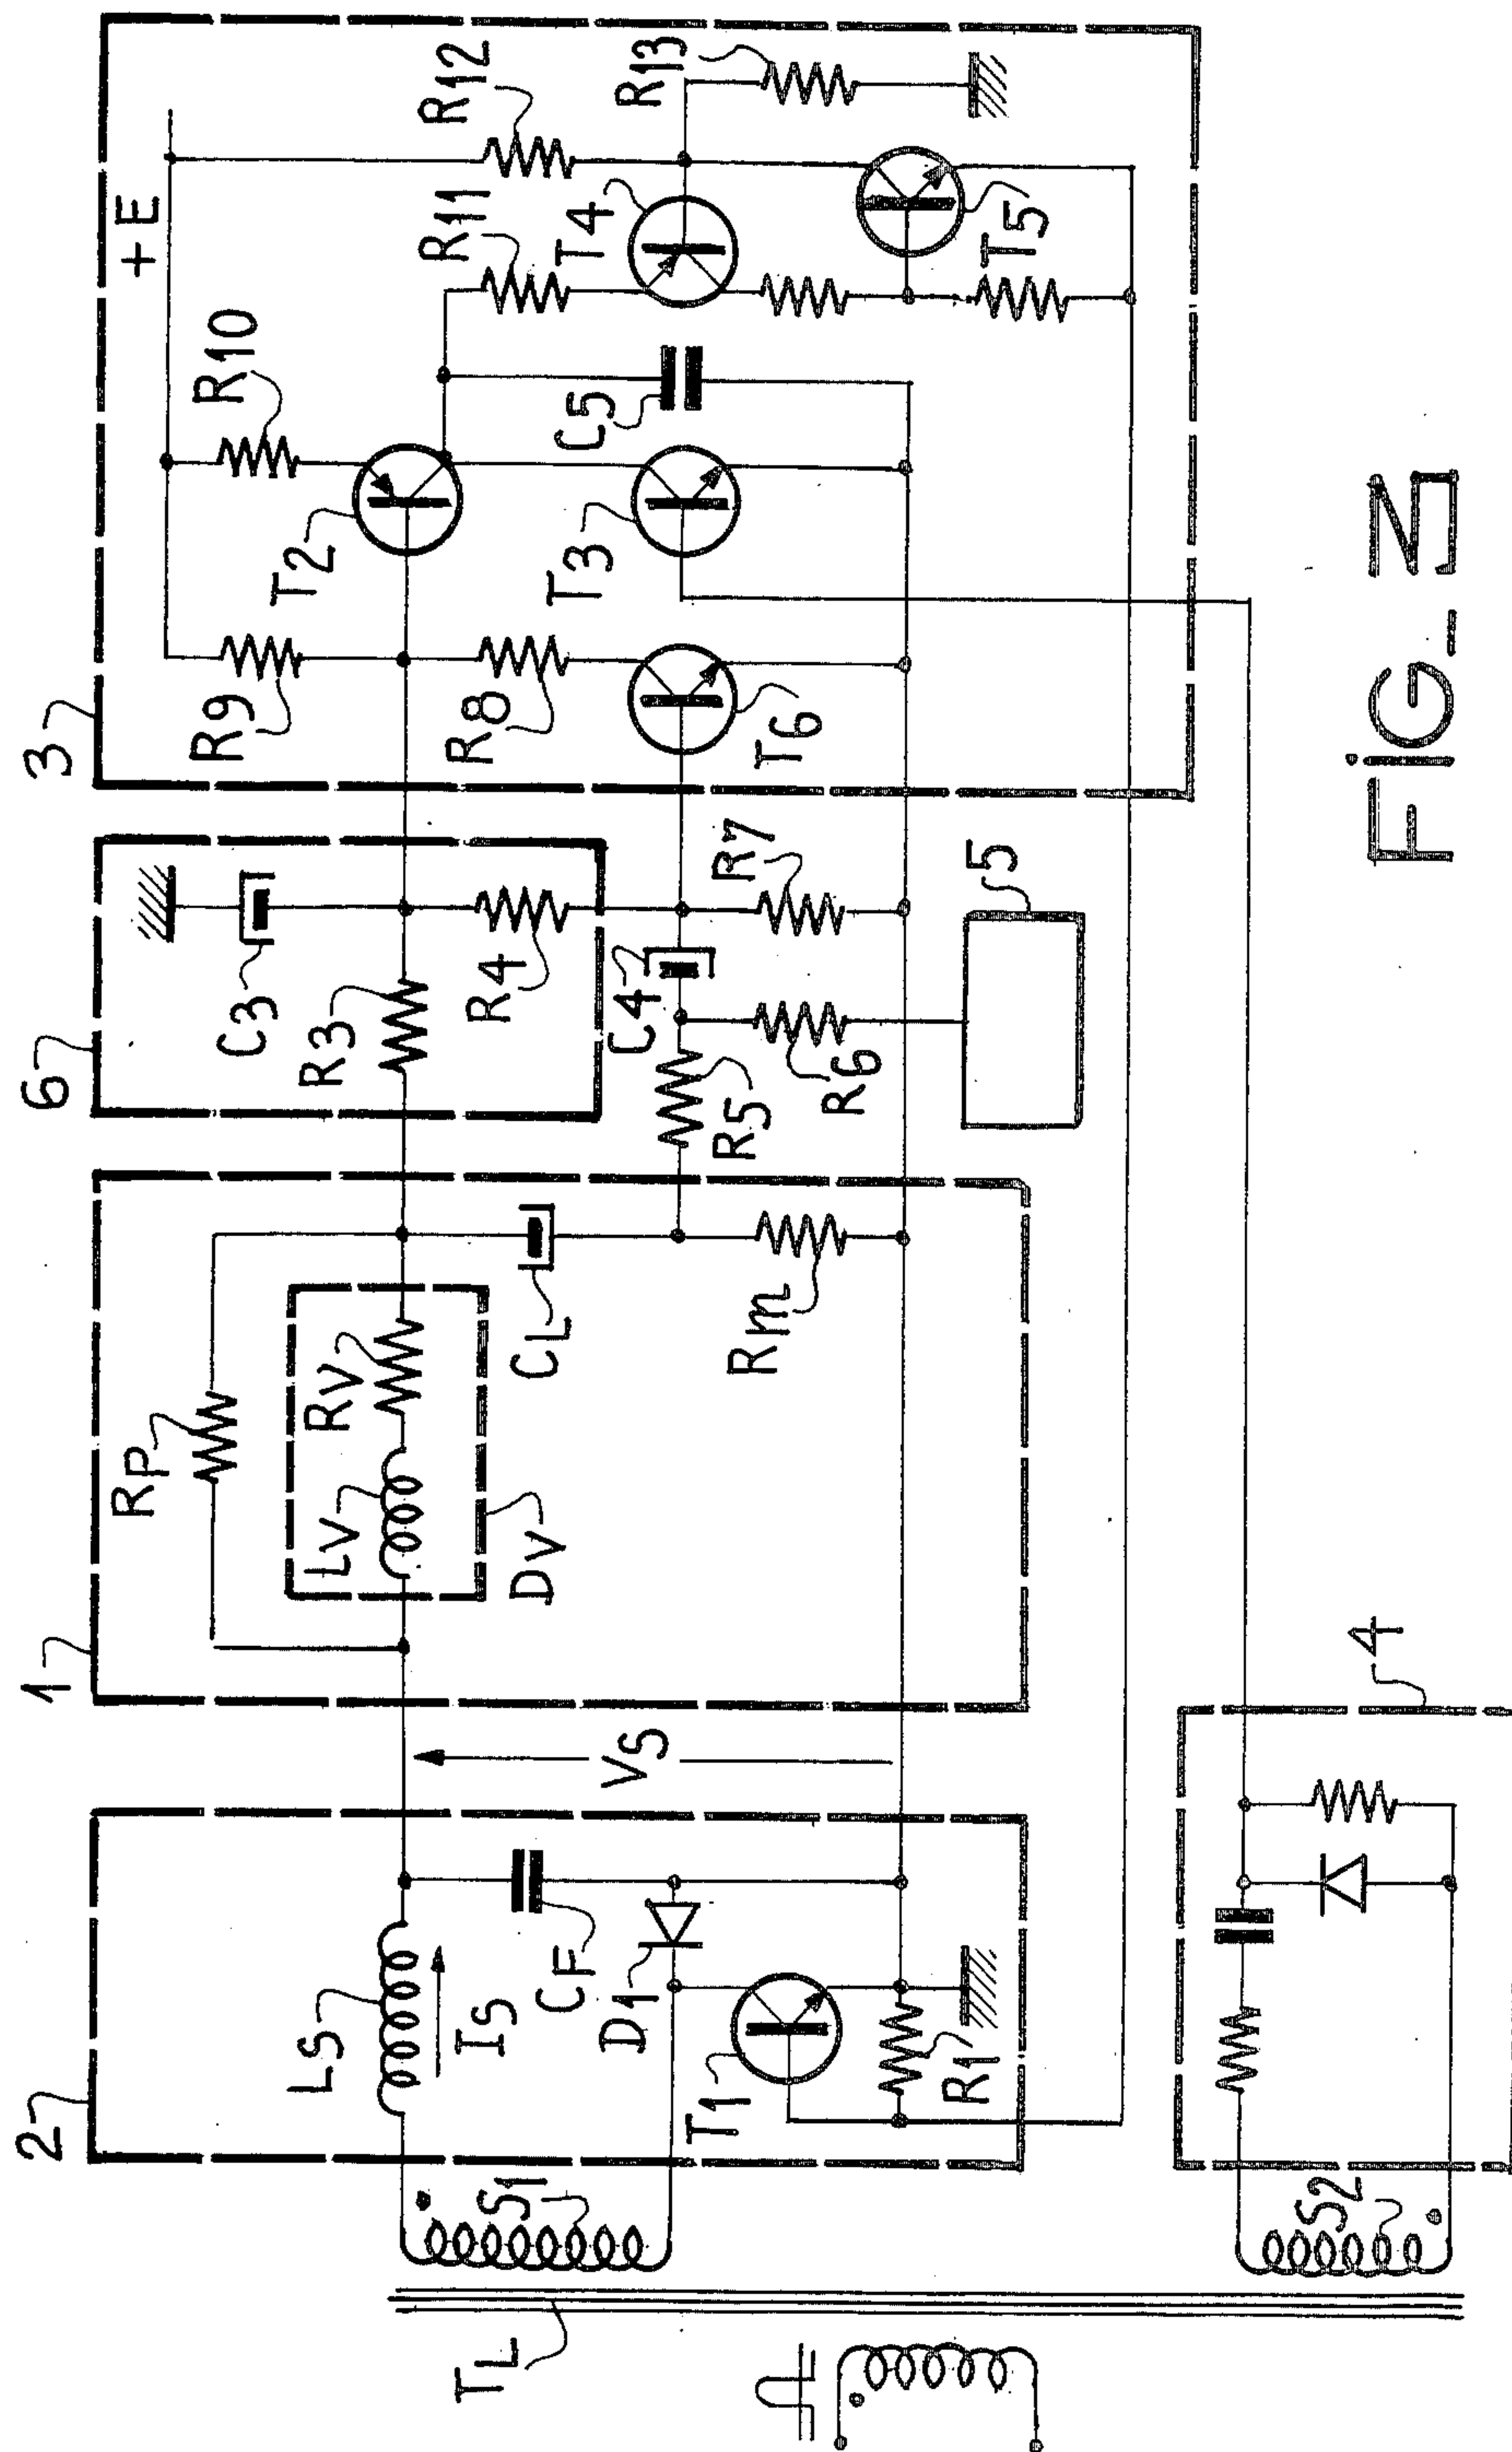 3
+E
R10
R12
R9
T2
R11
R8
T3
C5
T4
R13
T6
T5
6
C3
R3
R4
C4
R7
R5
R6
5
1
RP
LV
RV
DV
CL
Rm
2
LS
IS
CF
VS
D1
T1
R1
S1
4
S2
TL
FiG_2